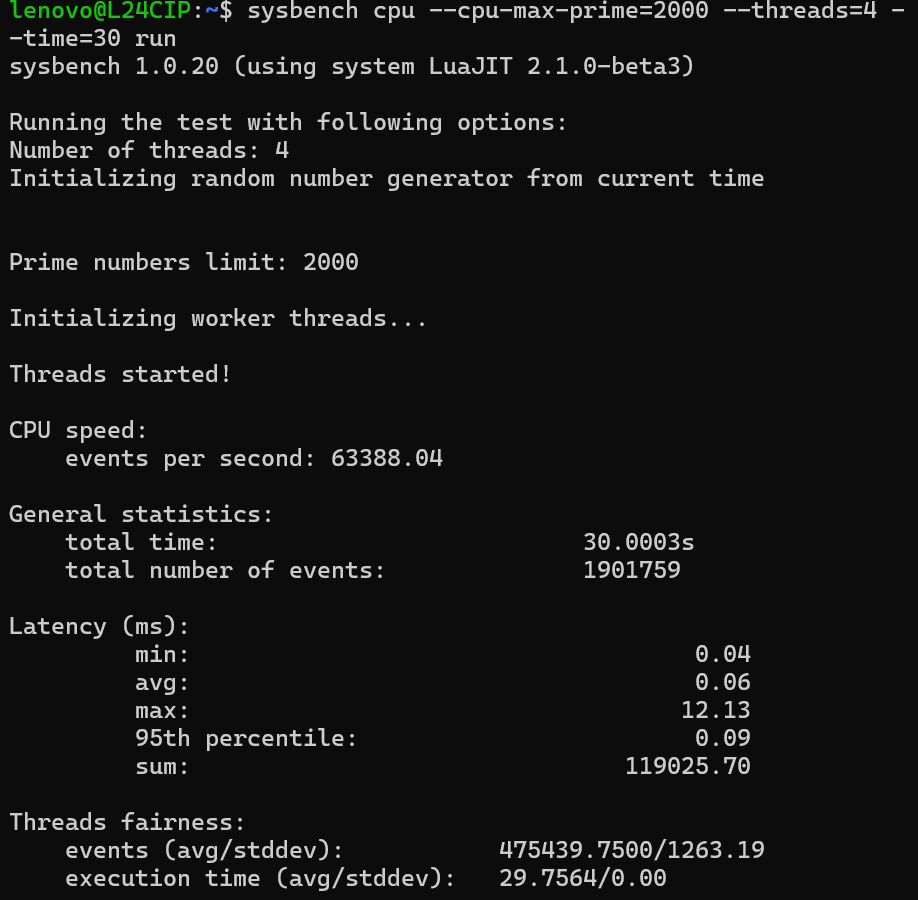 lenovo@L24CIP:~$ sysbench cpu --cpu-max-prime=2000 --threads=4 -
-time=30 run
sysbench 1.0.20 (using system LuaJIT 2.1.0-beta3)
Running the test with following options:
Number of threads: 4
Initializing random number generator from current time
Prime numbers limit: 2000
Initializing worker threads...
Threads started!
CPU speed:
    events per second: 63388.04
General statistics:
    total time:                          30.0003s
    total number of events:              1901759
Latency (ms):
         min:                                    0.04
         avg:                                    0.06
         max:                                   12.13
         95th percentile:                        0.09
         sum:                               119025.70
Threads fairness:
    events (avg/stddev):           475439.7500/1263.19
    execution time (avg/stddev):   29.7564/0.00